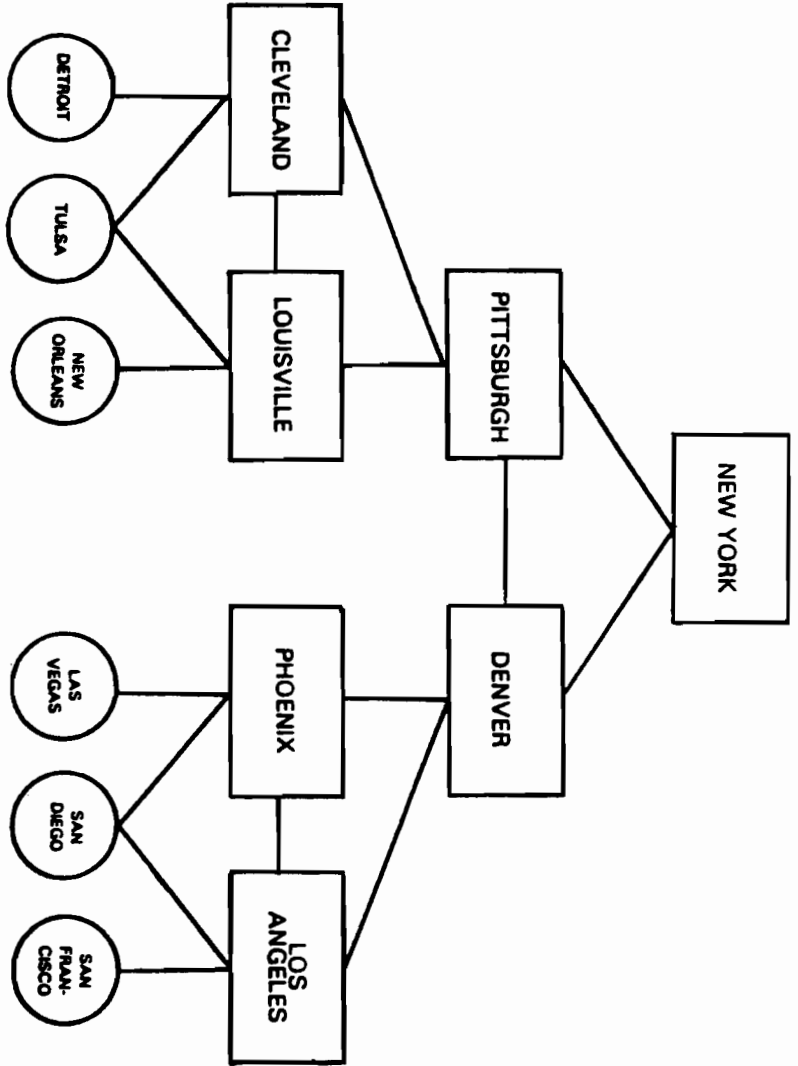 NEW YORK
PITTSBURGH
DENVER
CLEVELAND
LOUISVILLE
PHOENIX
LOS
ANGELES
DETROIT
TULSA
NEW
ORLEANS
LAS
VEGAS
SAN
DIEGO
SAN
FRAN-
CISCO